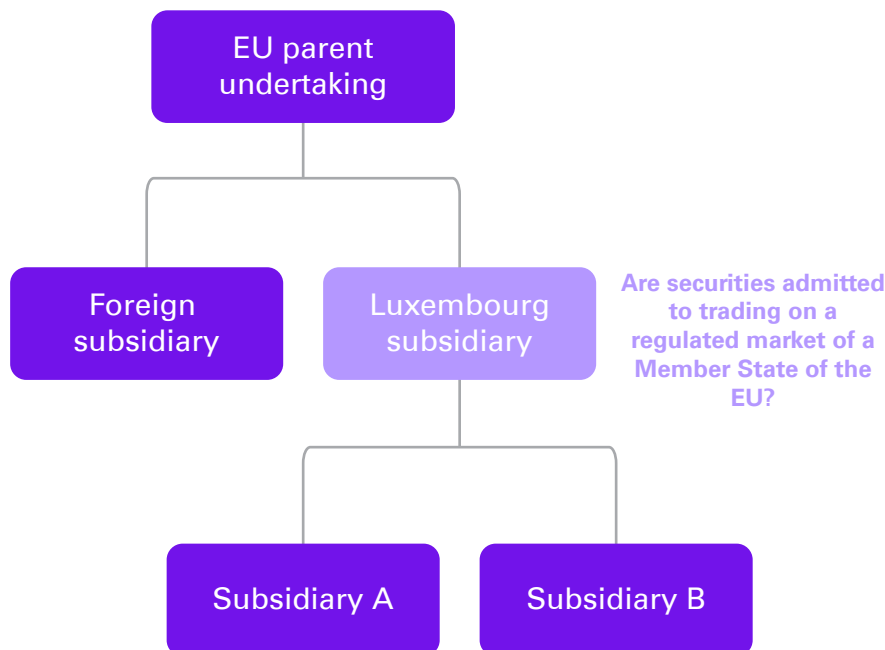 EU parent
undertaking
Foreign
subsidiary
Luxembourg
subsidiary
Are securities admitted
to trading on a
regulated market of a
Member State of the
EU?
Subsidiary A
Subsidiary B